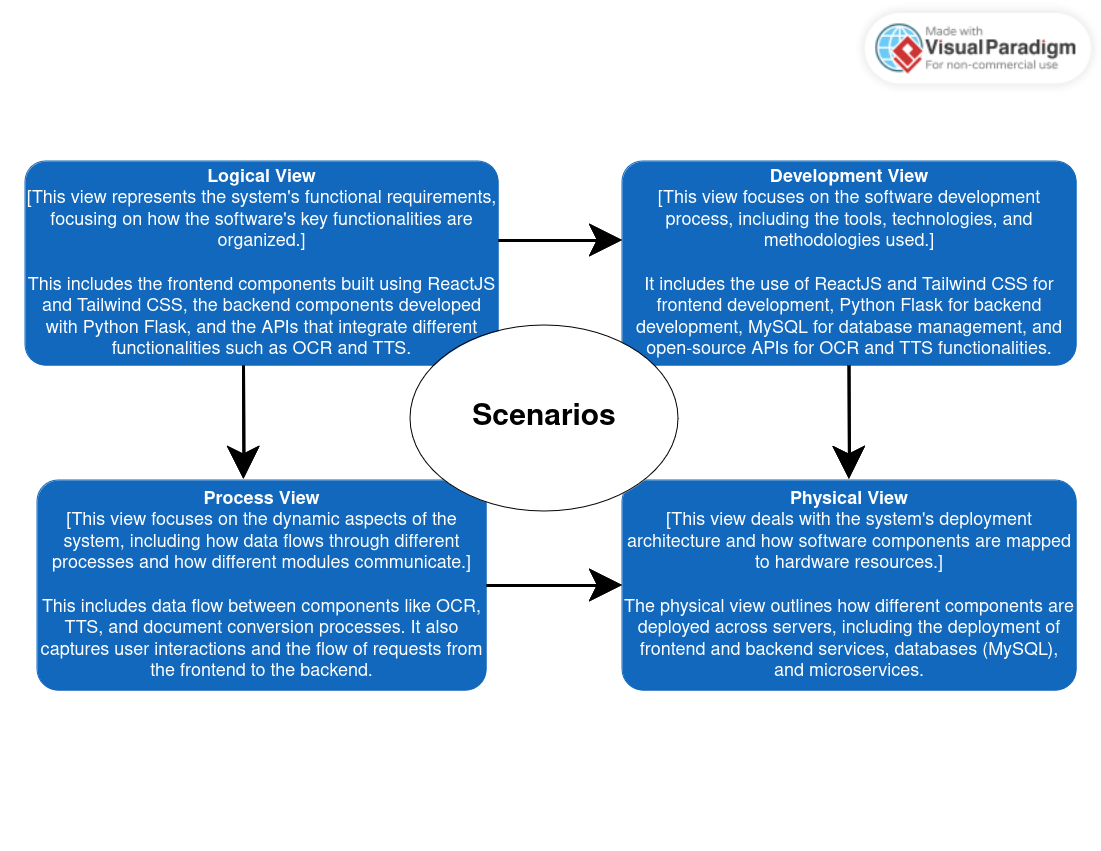 Made with
Visual Paradigm
For non-commercial use
Logical View
[This view represents the system's functional requirements,
focusing on how the software's key functionalities are
organized.]
This includes the frontend components built using ReactJS
and Tailwind CSS, the backend components developed
with Python Flask, and the APIs that integrate different
functionalities such as OCR and TTS.
Development View
[This view focuses on the software development
process, including the tools, technologies, and
methodologies used.]
It includes the use of ReactJS and Tailwind CSS for
frontend development, Python Flask for backend
development, MySQL for database management, and
open-source APIs for OCR and TTS functionalities.
Scenarios
Process View
[This view focuses on the dynamic aspects of the
system, including how data flows through different
processes and how different modules communicate.]
This includes data flow between components like OCR,
TTS, and document conversion processes. It also
captures user interactions and the flow of requests from
the frontend to the backend.
Physical View
[This view deals with the system's deployment
architecture and how software components are mapped
to hardware resources.]
The physical view outlines how different components are
deployed across servers, including the deployment of
frontend and backend services, databases (MySQL),
and microservices.